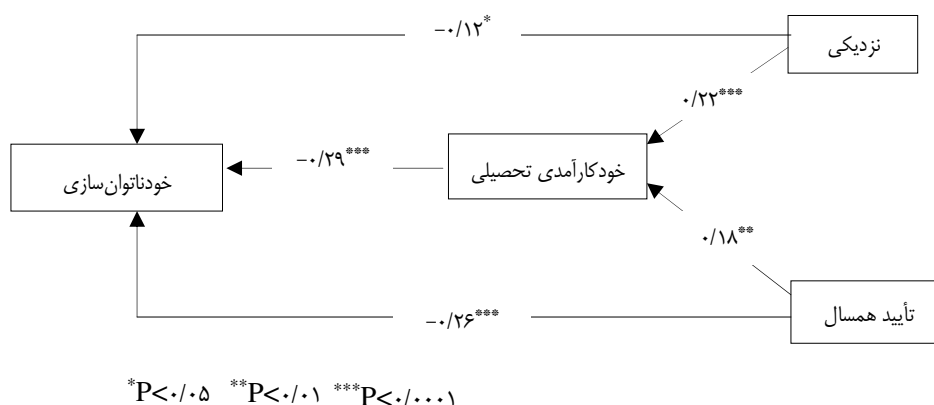 −۰/۱۲*
نزدیکی
۰/۲۲***
خودناتوان‌سازی
−۰/۲۹***
خودکارآمدی تحصیلی
۰/۱۸**
تأیید همسال
−۰/۲۶***
*P<۰/۰۵ **P<۰/۰۱ ***P<۰/۰۰۰۱